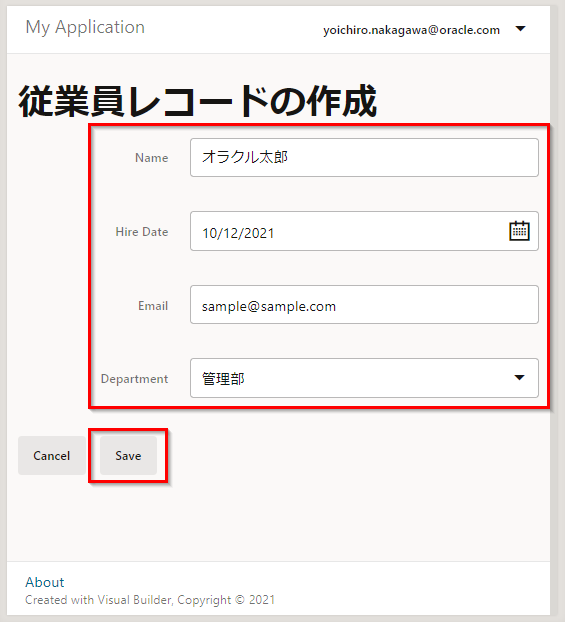 My Application
yoichiro.nakagawa@oracle.com
従業員レコードの作成
Name
オラクル太郎
Hire Date
10/12/2021
Email
sample@sample.com
Department
管理部
Cancel
Save
About
Created with Visual Builder, Copyright © 2021